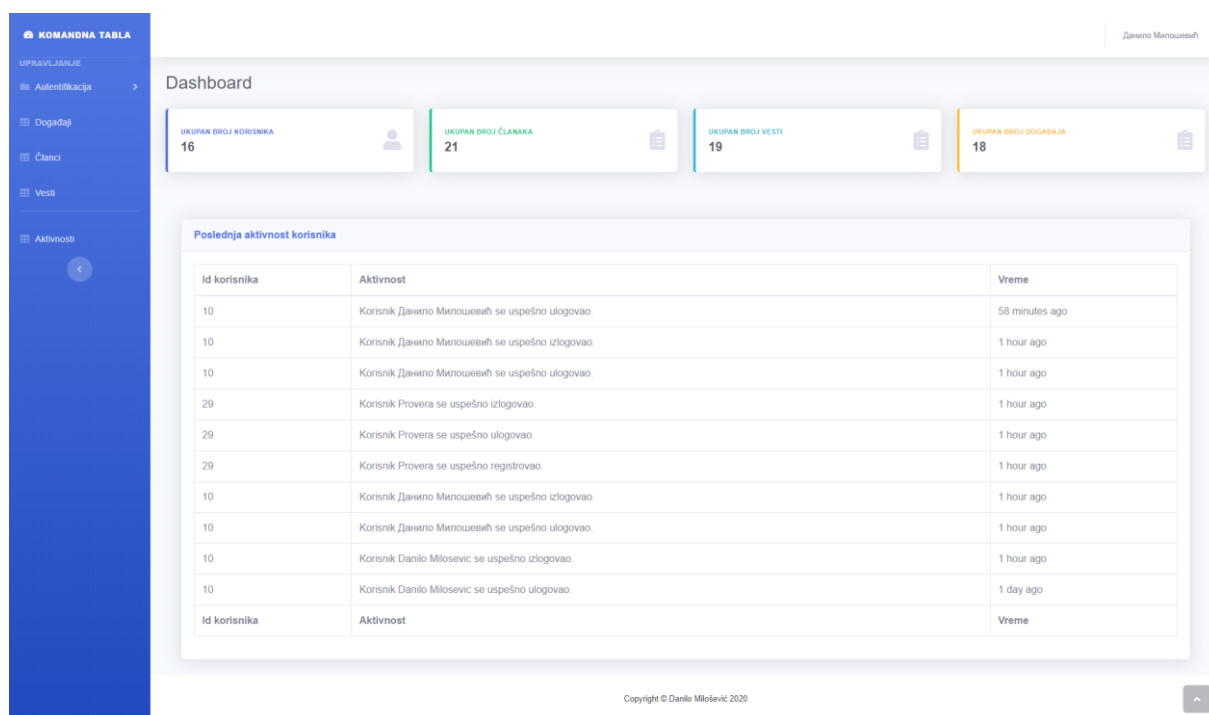 KOMANDNA TABLA
Данило Милошевић
UPRAVLJANJE
Autentifikacija
Događaji
Članci
Vesti
Aktivnosti
Dashboard
UKUPAN BROJ KORISNIKA
16
UKUPAN BROJ ČLANAKA
21
UKUPAN BROJ VESTI
19
UKUPAN BROJ DOGAĐAJA
18
Poslednja aktivnost korisnika
Id korisnika Aktivnost Vreme
10 Korisnik Данило Милошевић se uspešno ulogovao. 58 minutes ago
10 Korisnik Данило Милошевић se uspešno izlogovao. 1 hour ago
10 Korisnik Данило Милошевић se uspešno ulogovao. 1 hour ago
29 Korisnik Provera se uspešno izlogovao. 1 hour ago
29 Korisnik Provera se uspešno ulogovao. 1 hour ago
29 Korisnik Provera se uspešno registrovao. 1 hour ago
10 Korisnik Данило Милошевић se uspešno izlogovao. 1 hour ago
10 Korisnik Данило Милошевић se uspešno ulogovao. 1 hour ago
10 Korisnik Danilo Milosevic se uspešno izlogovao. 1 hour ago
10 Korisnik Danilo Milosevic se uspešno ulogovao. 1 day ago
Id korisnika Aktivnost Vreme
Copyright © Danilo Milošević 2020